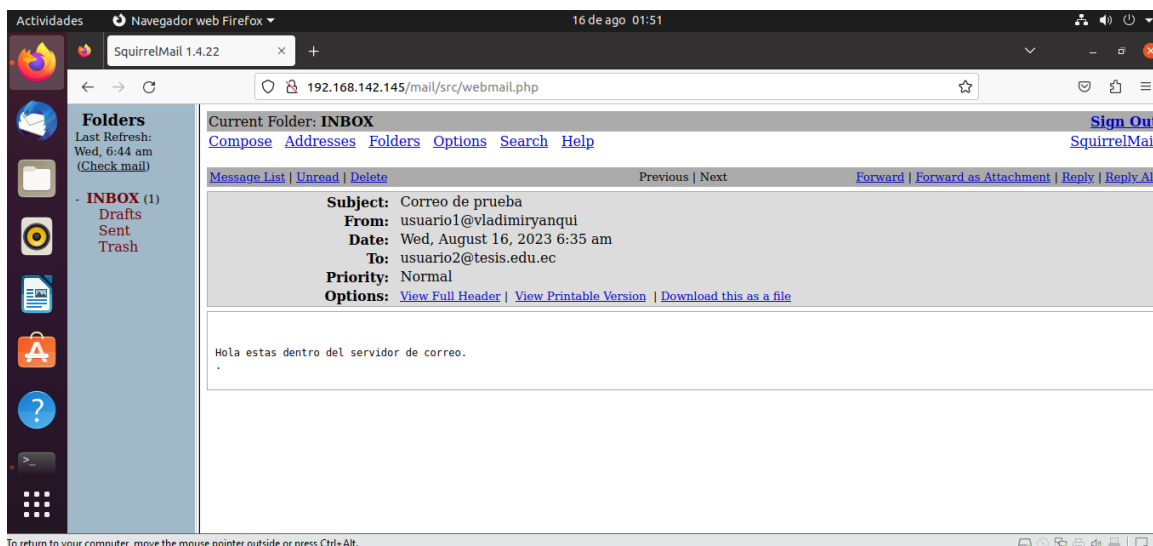 Actividades Navegador web Firefox 16 de ago 01:51
SquirrelMail 1.4.22
192.168.142.145/mail/src/webmail.php
Folders
Last Refresh:
Wed, 6:44 am
(Check mail)
- INBOX (1)
Drafts
Sent
Trash
Current Folder: INBOX Sign Out
Compose Addresses Folders Options Search Help SquirrelMai
Message List | Unread | Delete Previous | Next Forward | Forward as Attachment | Reply | Reply Al
Subject: Correo de prueba
From: usuario1@vladimiryanqui
Date: Wed, August 16, 2023 6:35 am
To: usuario2@tesis.edu.ec
Priority: Normal
Options: View Full Header | View Printable Version | Download this as a file
Hola estas dentro del servidor de correo.
.
To return to your computer, move the mouse pointer outside or press Ctrl+Alt.